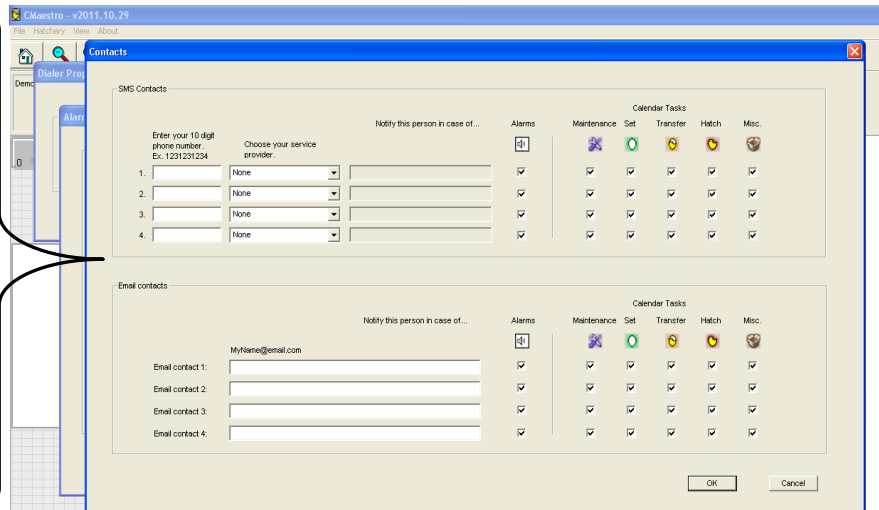 CMaestro - v2011.10.29
File Hatchery View About
Contacts
Dialer Prop
Demo
Alarm
.0
SMS Contacts
Calendar Tasks
Notify this person in case of... Alarms Maintenance Set Transfer Hatch Misc.
Enter your 10 digit
phone number.
Ex. 1231231234
Choose your service
provider.
1. None
2. None
3. None
4. None
Email contacts
Calendar Tasks
Notify this person in case of... Alarms Maintenance Set Transfer Hatch Misc.
MyName@email.com
Email contact 1:
Email contact 2:
Email contact 3:
Email contact 4:
OK Cancel